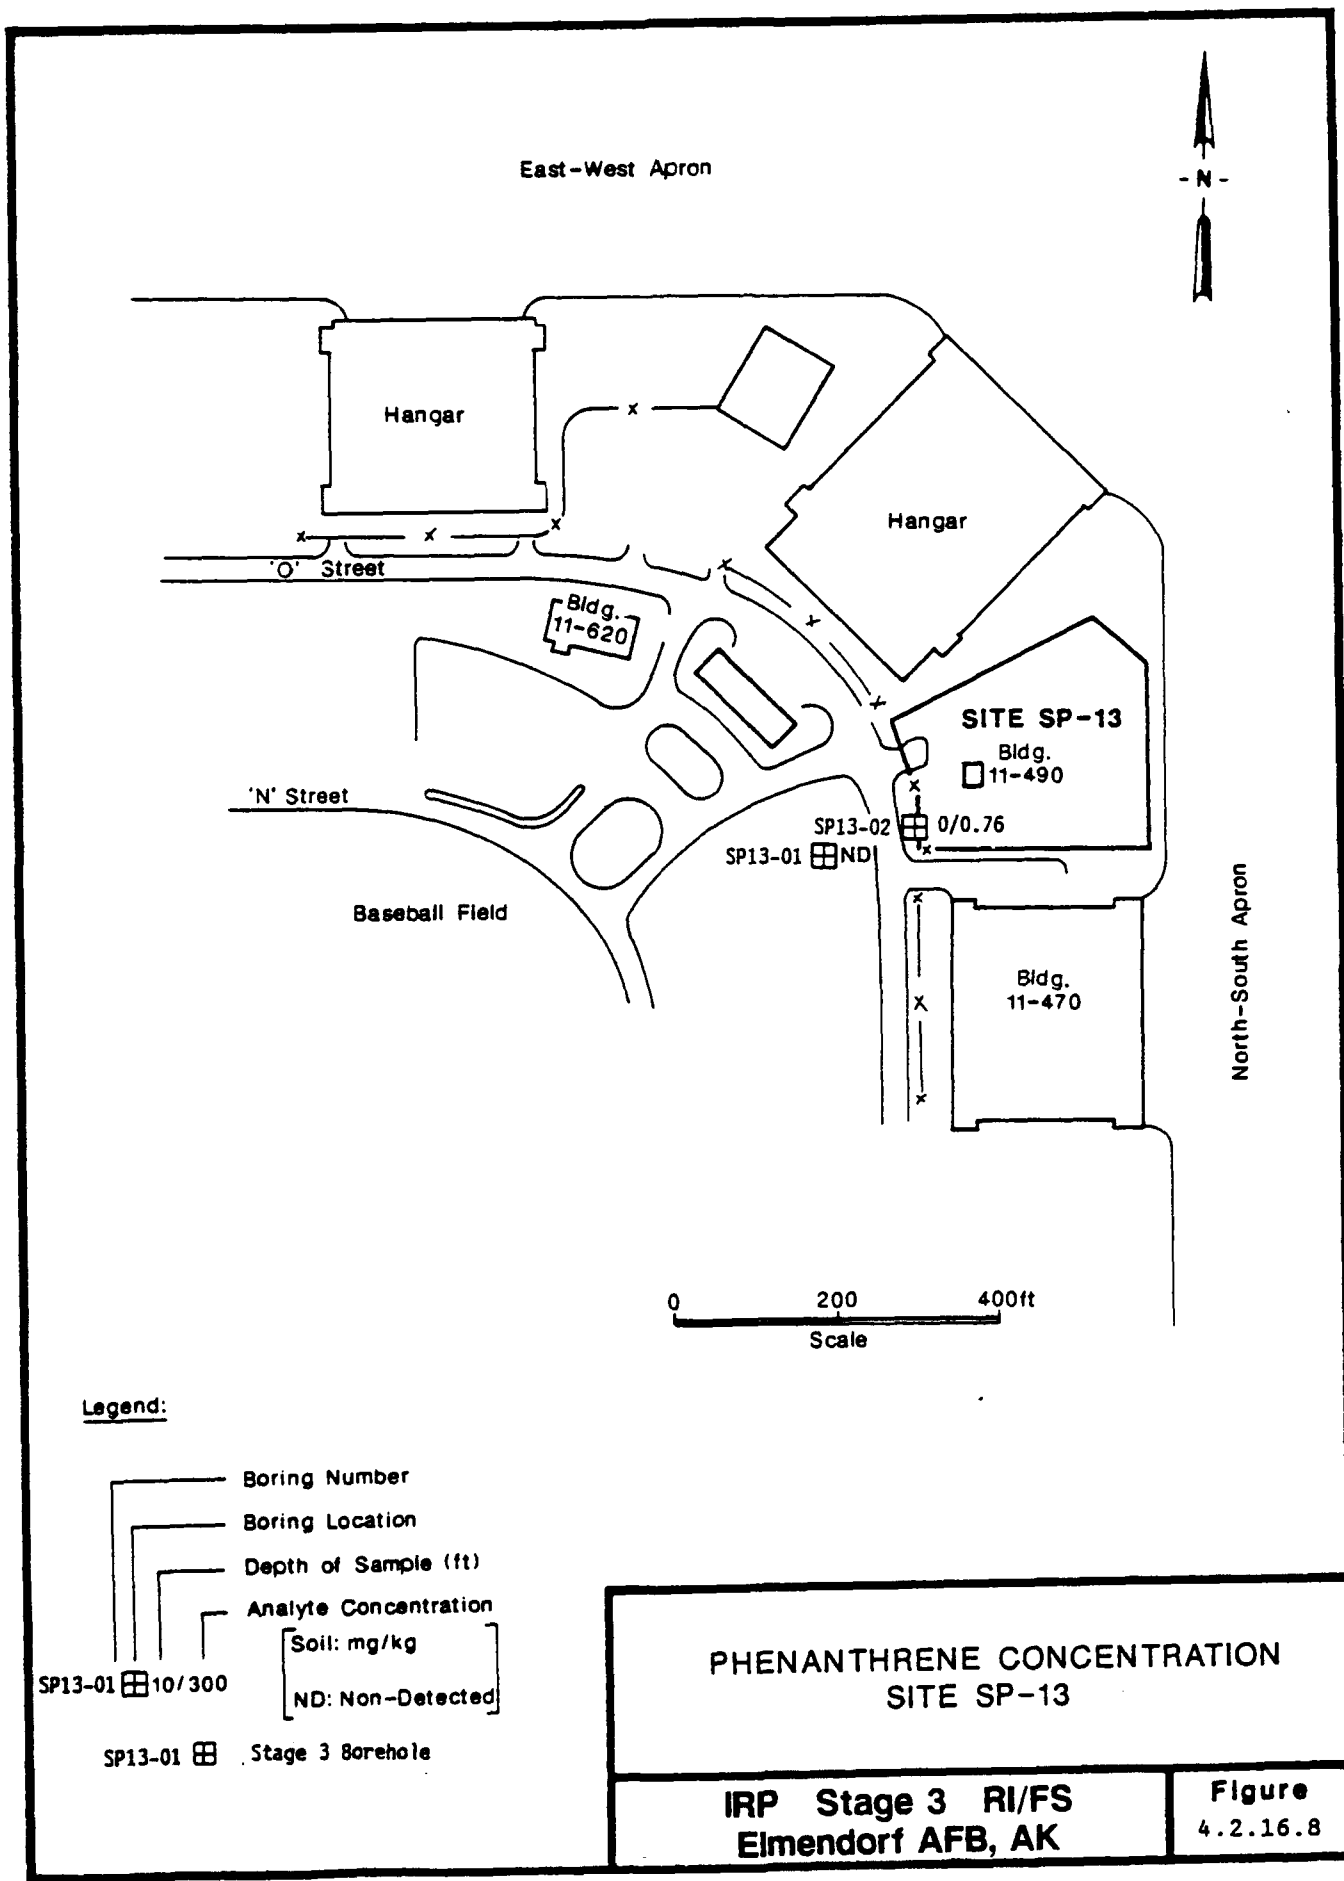 East-West Apron
- N -
Hangar
Hangar
'O' Street
Bldg.
11-620
SITE SP-13
Bldg.
11-490
'N' Street
SP13-02 0/0.76
SP13-01 ND
Baseball Field
North-South Apron
Bldg.
11-470
0 200 400ft
Scale
Legend:
Boring Number
Boring Location
Depth of Sample (ft)
Analyte Concentration
Soil: mg/kg
SP13-01 10/300
ND: Non-Detected
SP13-01 Stage 3 Borehole
PHENANTHRENE CONCENTRATION
SITE SP-13
IRP Stage 3 RI/FS
Elmendorf AFB, AK
Figure
4.2.16.8